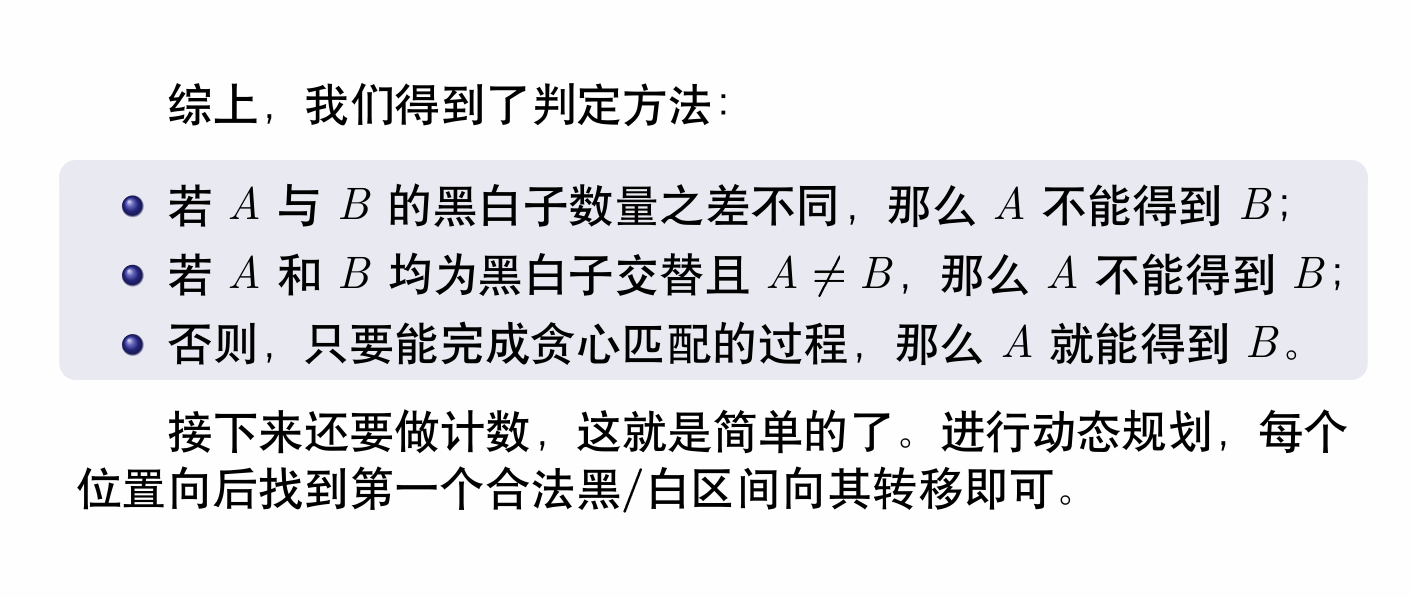 综上，我们得到了判定方法：
若 A 与 B 的黑白子数量之差不同，那么 A 不能得到 B；
若 A 和 B 均为黑白子交替且 A ≠ B，那么 A 不能得到 B；
否则，只要能完成贪心匹配的过程，那么 A 就能得到 B。
接下来还要做计数，这就是简单的了。进行动态规划，每个
位置向后找到第一个合法黑/白区间向其转移即可。